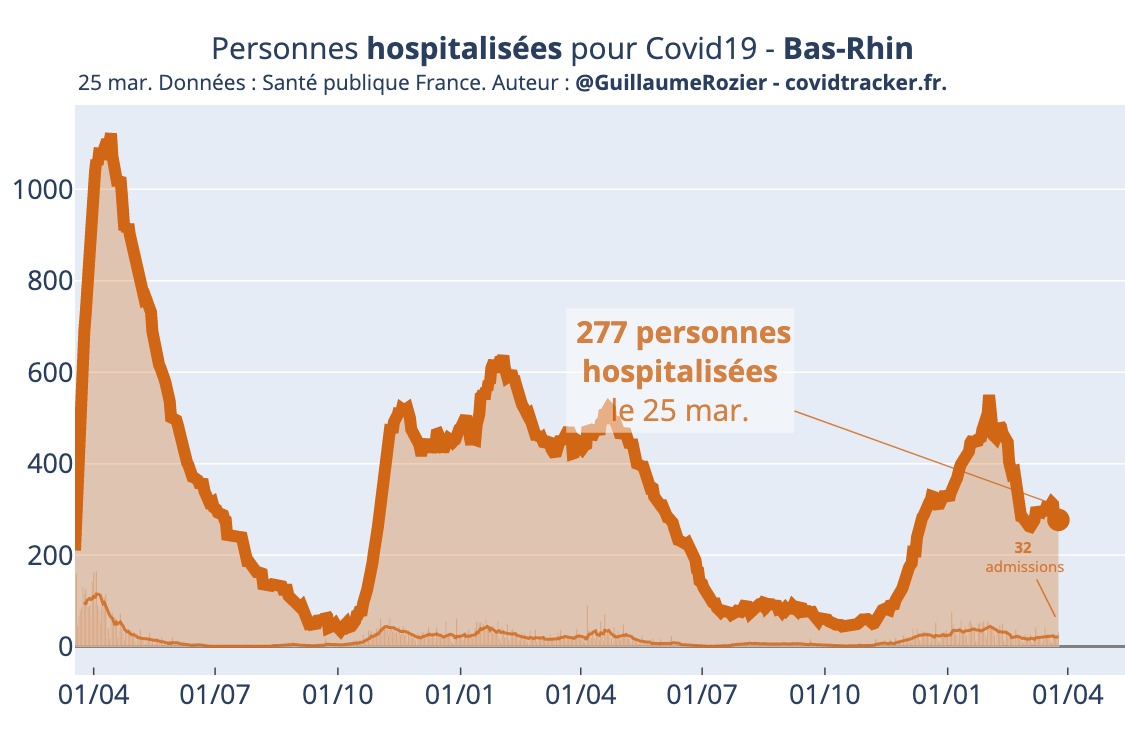 Personnes hospitalisées pour Covid19 - Bas-Rhin
25 mar. Données : Santé publique France. Auteur : @GuillaumeRozier - covidtracker.fr.
1000
800
277 personnes
hospitalisées
le 25 mar.
600
400
200
32
admissions
0
01/04 01/07 01/10 01/01 01/04 01/07 01/10 01/01 01/04